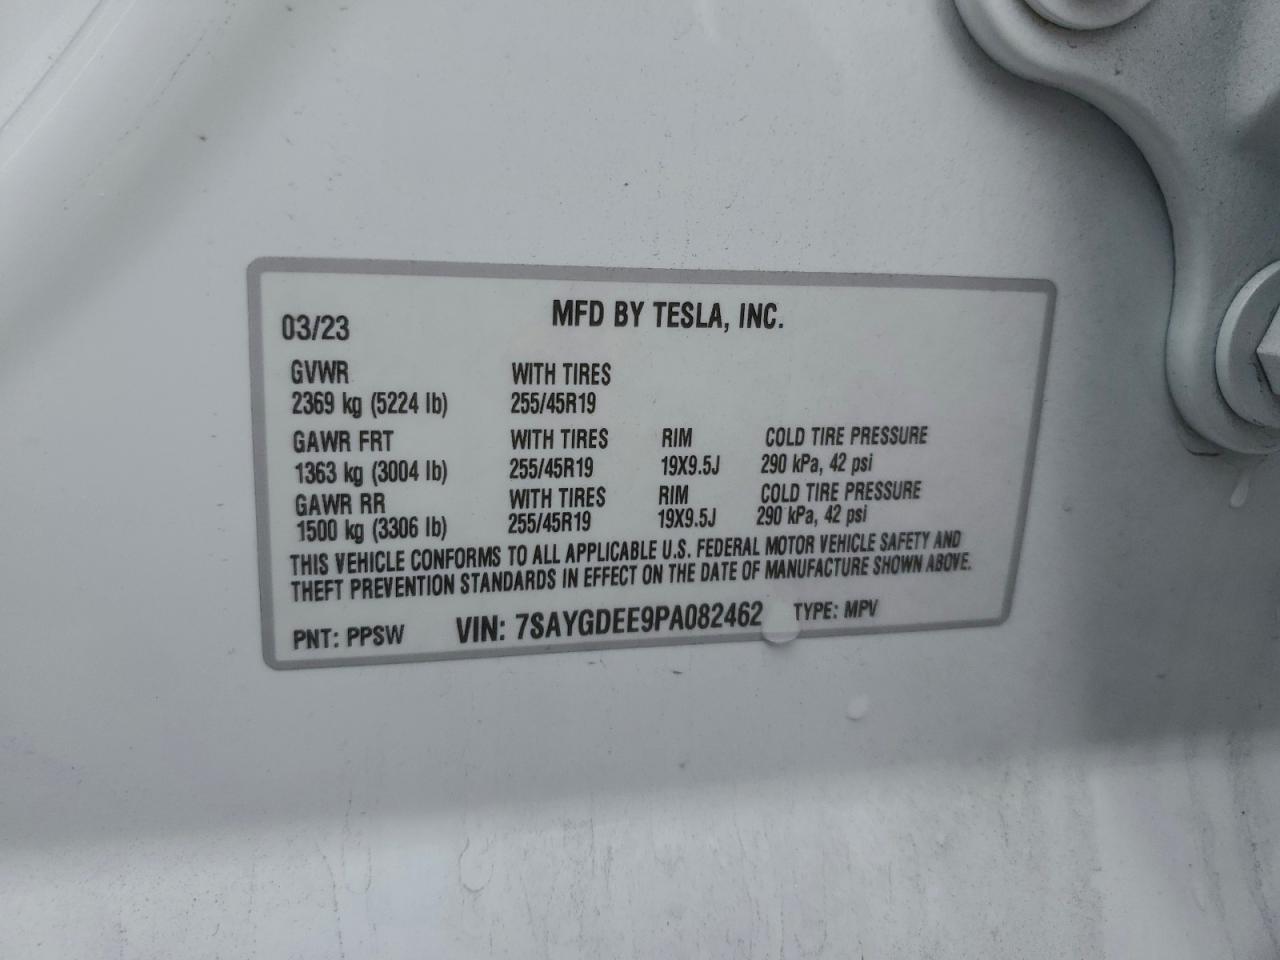 MFD BY TESLA, INC.
03/23
GVWR WITH TIRES
2369 kg (5224 lb) 255/45R19
GAWR FRT WITH TIRES RIM COLD TIRE PRESSURE
1363 kg (3004 lb) 255/45R19 19X9.5J 290 kPa, 42 psi
GAWR RR WITH TIRES RIM COLD TIRE PRESSURE
1500 kg (3306 lb) 255/45R19 19X9.5J 290 kPa, 42 psi
THIS VEHICLE CONFORMS TO ALL APPLICABLE U.S. FEDERAL MOTOR VEHICLE SAFETY AND
THEFT PREVENTION STANDARDS IN EFFECT ON THE DATE OF MANUFACTURE SHOWN ABOVE.
PNT: PPSW VIN: 7SAYGDEE9PA082462 TYPE: MPV